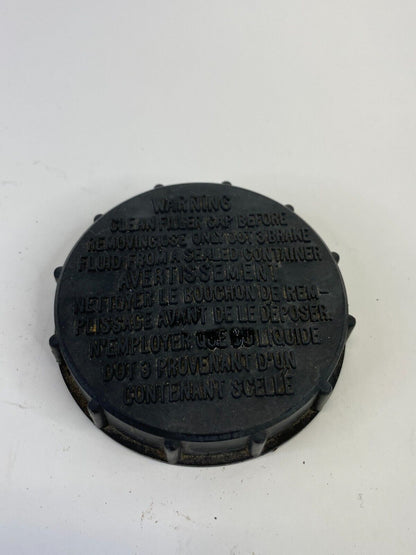 WARNING
CLEAN FILLER CAP BEFORE
REMOVING.USE ONLY DOT 3 BRAKE
FLUID FROM A SEALED CONTAINER
AVERTISSEMENT
NETTOYER LE BOUCHON DE REM-
PLISSAGE AVANT DE LE DEPOSER.
N'EMPLOYER QUE DU LIQUIDE
DOT 3 PROVENANT D'UN
CONTENANT SCELLE